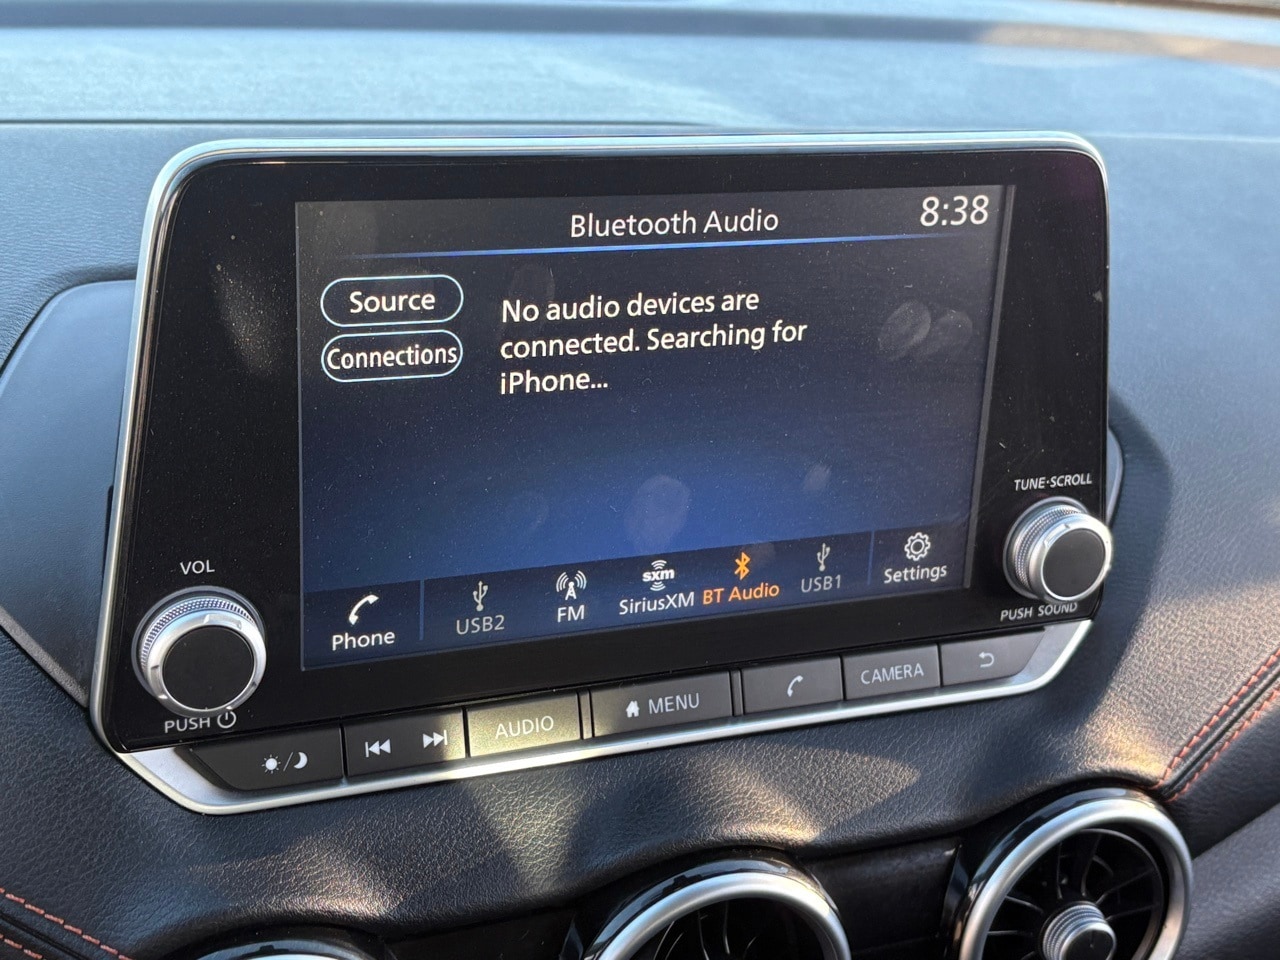 Bluetooth Audio
8:38
Source
Connections
No audio devices are
connected. Searching for
iPhone...
TUNE·SCROLL
VOL
Phone
USB2
FM
sxm
SiriusXM
BT Audio
USB1
Settings
PUSH SOUND
PUSH
AUDIO
MENU
CAMERA